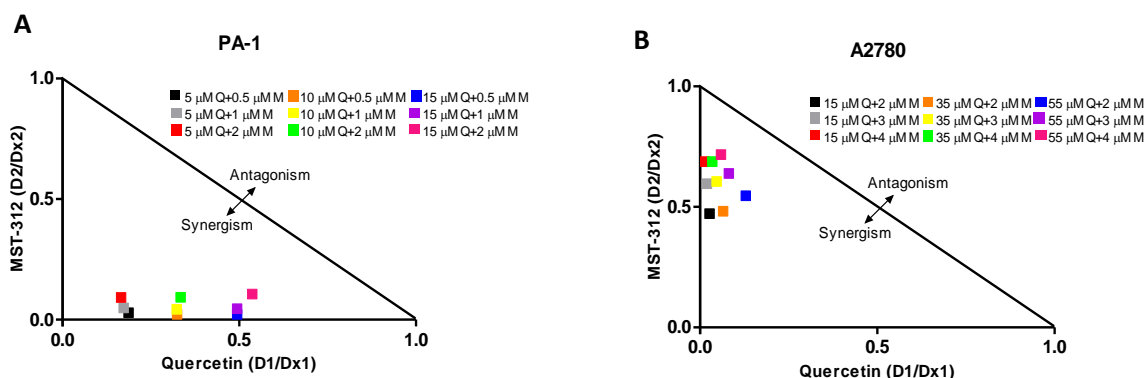 A
PA-1
1.0
5 µM Q+0.5 µM M 10 µM Q+0.5 µM M 15 µM Q+0.5 µM M
5 µM Q+1 µM M 10 µM Q+1 µM M 15 µM Q+1 µM M
5 µM Q+2 µM M 10 µM Q+2 µM M 15 µM Q+2 µM M
MST-312 (D2/Dx2)
Antagonism
0.5
Synergism
0.0
0.0 0.5 1.0
Quercetin (D1/Dx1)
B
A2780
1.0
15 µM Q+2 µM M 35 µM Q+2 µM M 55 µM Q+2 µM M
15 µM Q+3 µM M 35 µM Q+3 µM M 55 µM Q+3 µM M
15 µM Q+4 µM M 35 µM Q+4 µM M 55 µM Q+4 µM M
MST-312 (D2/Dx2)
Antagonism
0.5
Synergism
0.0
0.0 0.5 1.0
Quercetin (D1/Dx1)